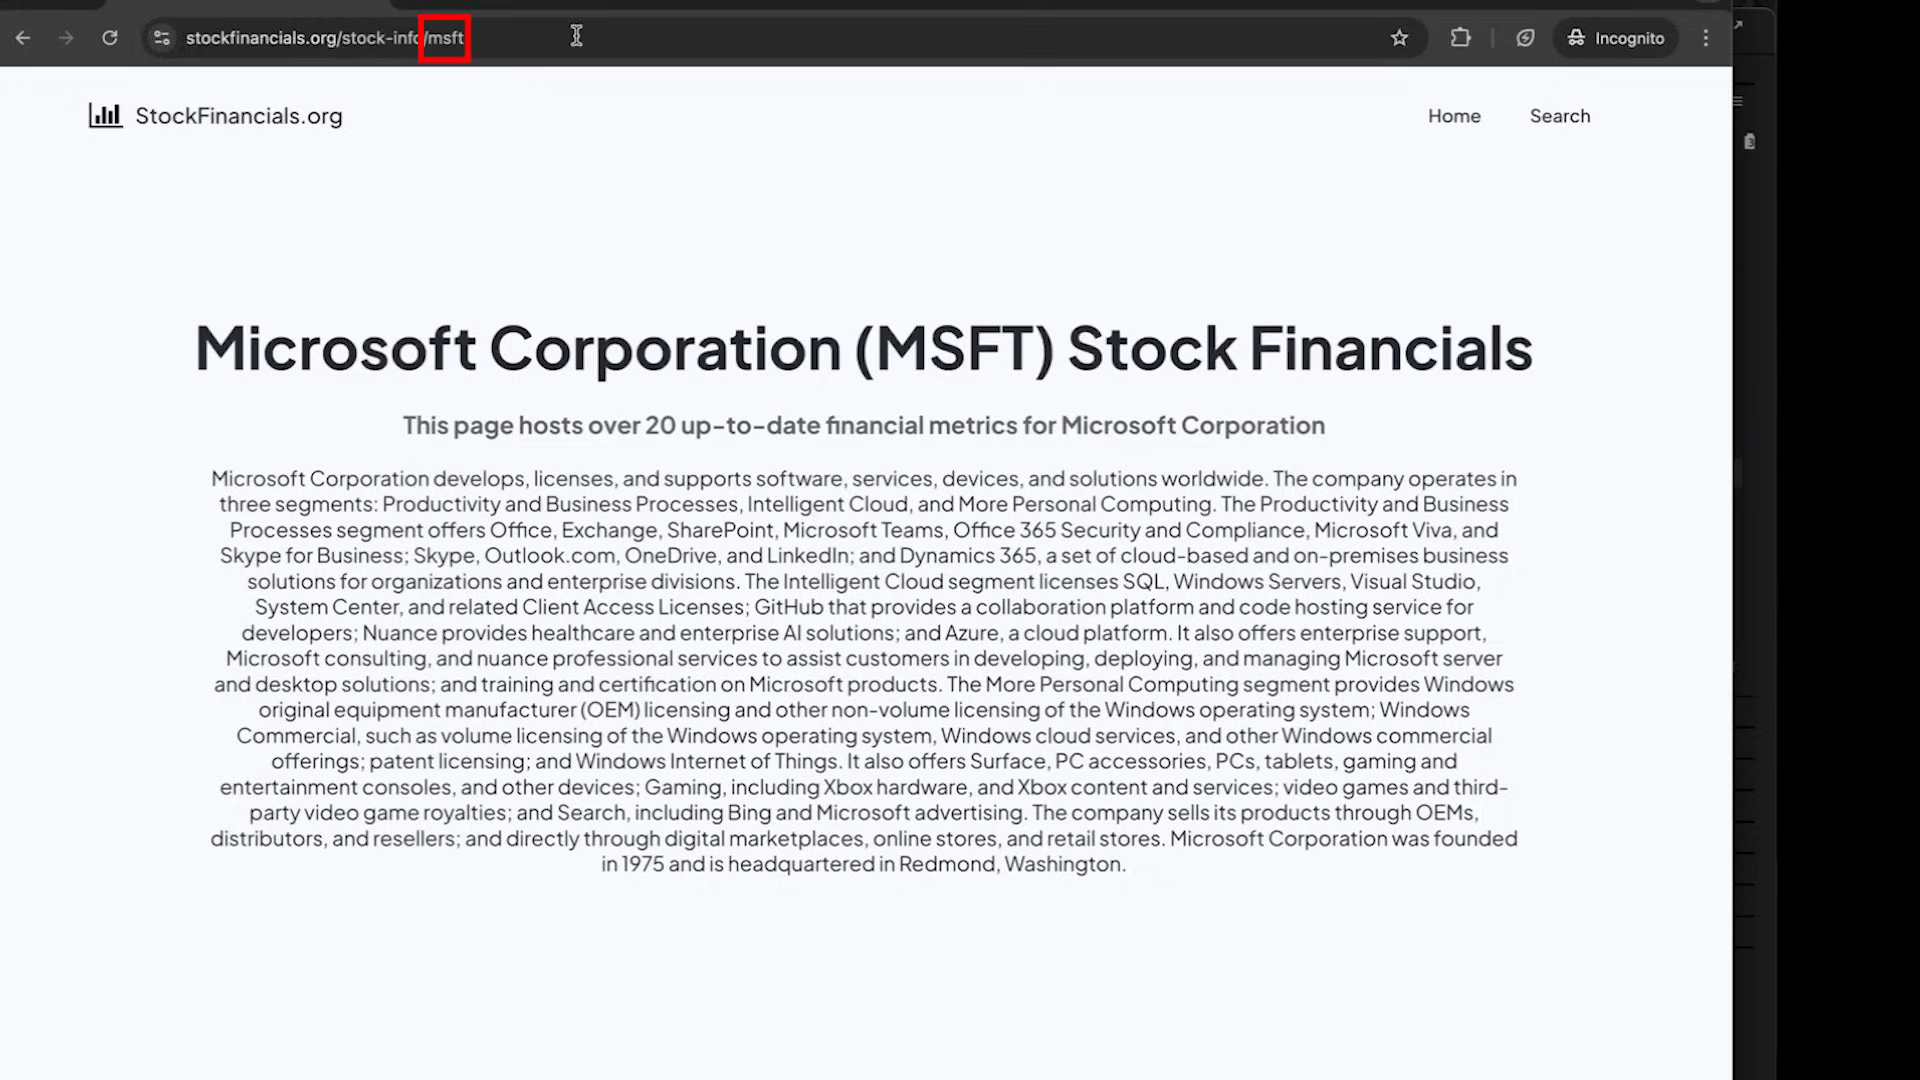 stockfinancials.org/stock-info/msft
Incognito
StockFinancials.org
Home
Search
Microsoft Corporation (MSFT) Stock Financials
This page hosts over 20 up-to-date financial metrics for Microsoft Corporation
Microsoft Corporation develops, licenses, and supports software, services, devices, and solutions worldwide. The company operates in
three segments: Productivity and Business Processes, Intelligent Cloud, and More Personal Computing. The Productivity and Business
Processes segment offers Office, Exchange, SharePoint, Microsoft Teams, Office 365 Security and Compliance, Microsoft Viva, and
Skype for Business; Skype, Outlook.com, OneDrive, and LinkedIn; and Dynamics 365, a set of cloud-based and on-premises business
solutions for organizations and enterprise divisions. The Intelligent Cloud segment licenses SQL, Windows Servers, Visual Studio,
System Center, and related Client Access Licenses; GitHub that provides a collaboration platform and code hosting service for
developers; Nuance provides healthcare and enterprise AI solutions; and Azure, a cloud platform. It also offers enterprise support,
Microsoft consulting, and nuance professional services to assist customers in developing, deploying, and managing Microsoft server
and desktop solutions; and training and certification on Microsoft products. The More Personal Computing segment provides Windows
original equipment manufacturer (OEM) licensing and other non-volume licensing of the Windows operating system; Windows
Commercial, such as volume licensing of the Windows operating system, Windows cloud services, and other Windows commercial
offerings; patent licensing; and Windows Internet of Things. It also offers Surface, PC accessories, PCs, tablets, gaming and
entertainment consoles, and other devices; Gaming, including Xbox hardware, and Xbox content and services; video games and third-
party video game royalties; and Search, including Bing and Microsoft advertising. The company sells its products through OEMs,
distributors, and resellers; and directly through digital marketplaces, online stores, and retail stores. Microsoft Corporation was founded
in 1975 and is headquartered in Redmond, Washington.